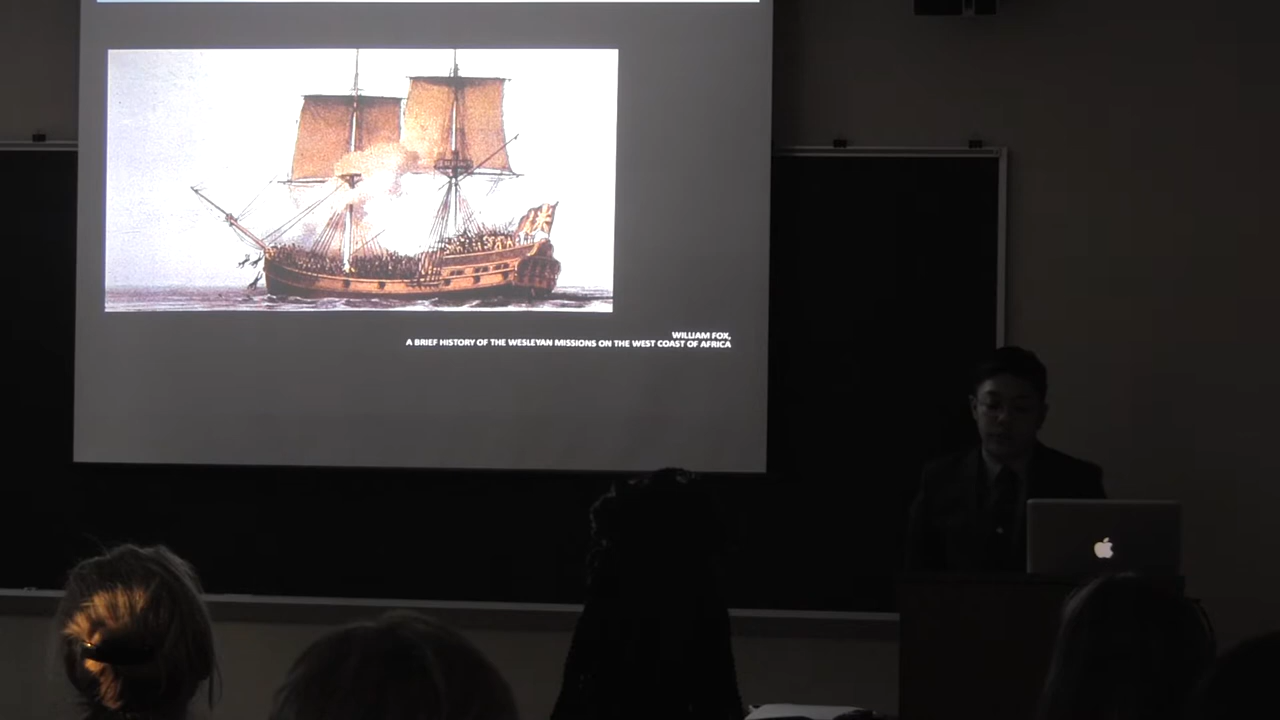 WILLIAM FOX,
A BRIEF HISTORY OF THE WESLEYAN MISSIONS ON THE WEST COAST OF AFRICA